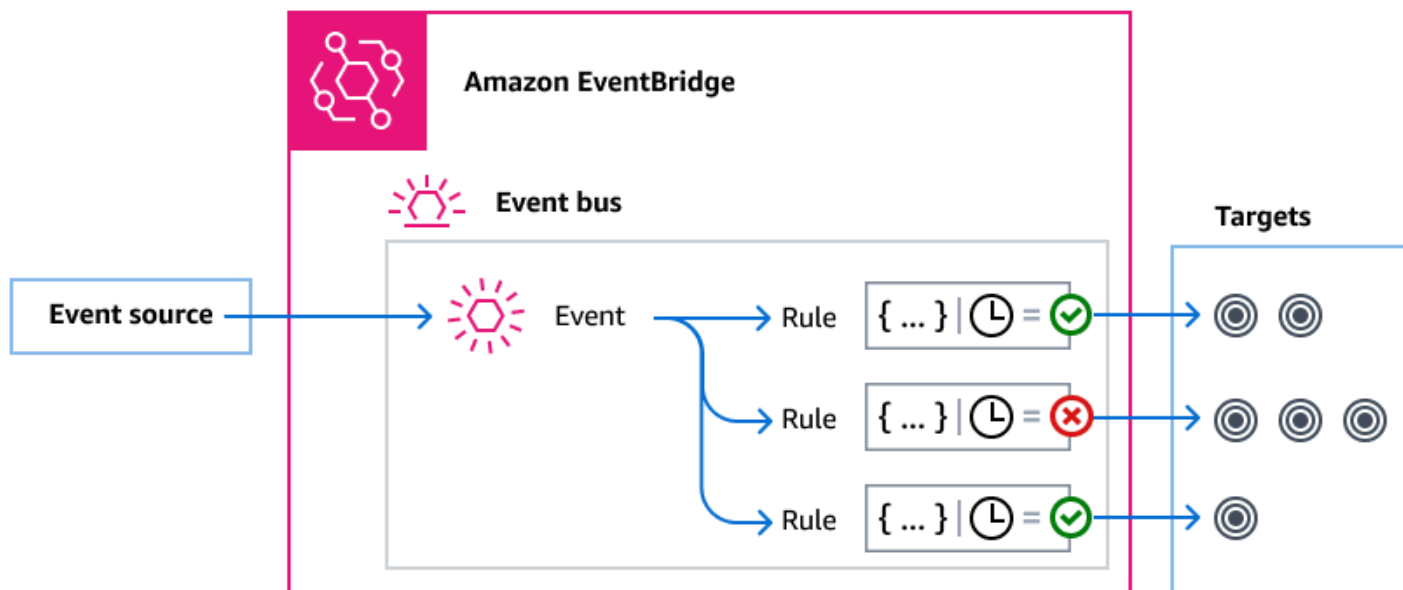 Amazon EventBridge
Event bus
Targets
Event source
Event
Rule { ... } | =
Rule { ... } | =
Rule { ... } | =